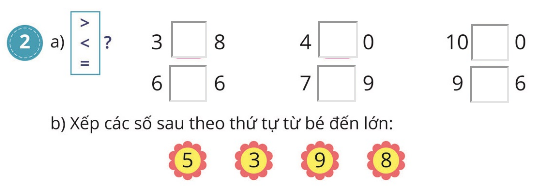 2 a) > < = ?
3 8 4 0 10 0
6 6 7 9 9 6
b) Xếp các số sau theo thứ tự từ bé đến lớn:
5 3 9 8